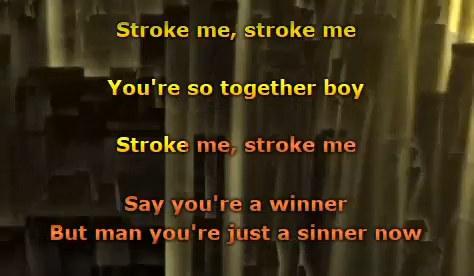 Stroke me, stroke me
You're so together boy
Stroke me, stroke me
Say you're a winner
But man you're just a sinner now